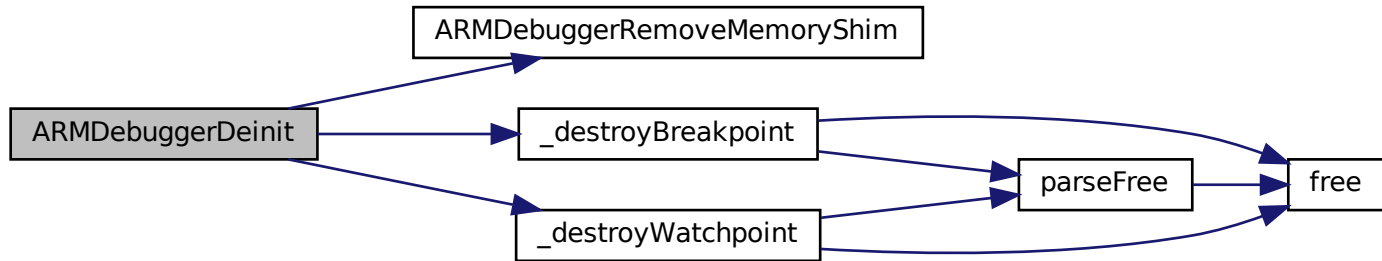 ARMDebuggerRemoveMemoryShim
ARMDebuggerDeinit
_destroyBreakpoint
parseFree
free
_destroyWatchpoint